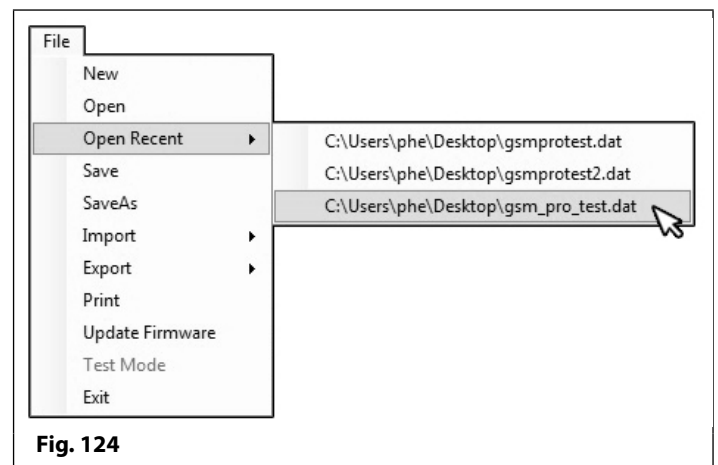 File
New
Open
Open Recent
Save
SaveAs
Import
Export
Print
Update Firmware
Test Mode
Exit
C:\Users\phe\Desktop\gsmprotest.dat
C:\Users\phe\Desktop\gsmprotest2.dat
C:\Users\phe\Desktop\gsm_pro_test.dat
Fig. 124